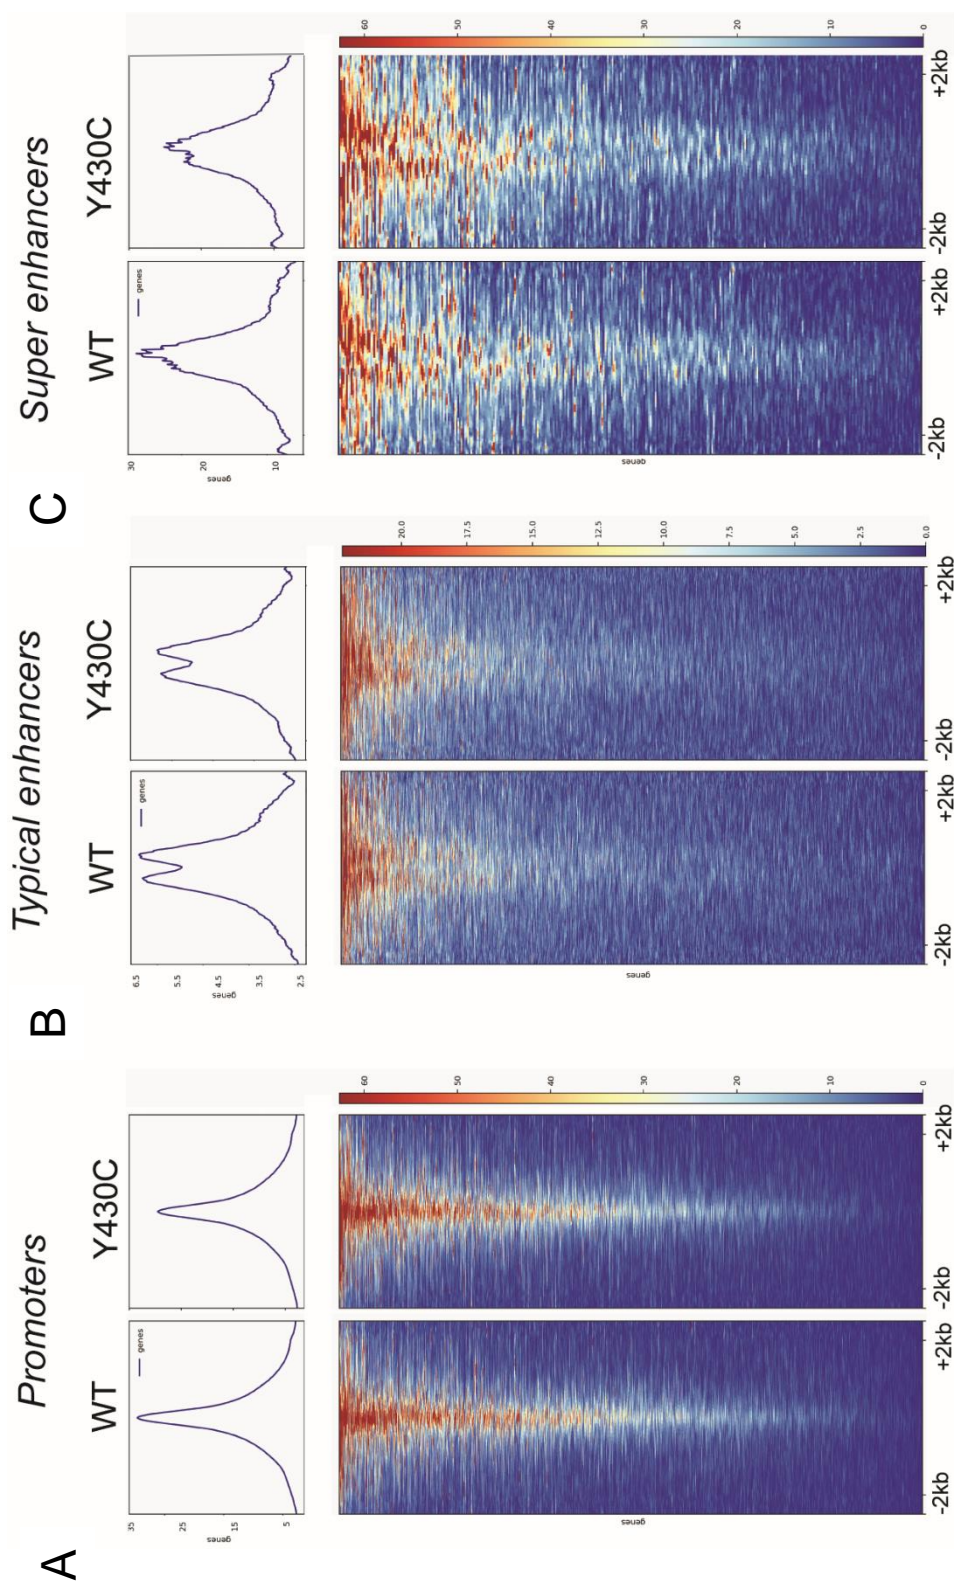 A
Promoters
WT
Y430C
genes
35
25
15
5
genes
genes
-2kb
+2kb
-2kb
+2kb
60
50
40
30
20
10
0
B
Typical enhancers
WT
Y430C
genes
6.5
5.5
4.5
3.5
2.5
genes
genes
-2kb
+2kb
-2kb
+2kb
20.0
17.5
15.0
12.5
10.0
7.5
5.0
2.5
0.0
C
Super enhancers
WT
Y430C
genes
30
20
10
genes
genes
-2kb
+2kb
-2kb
+2kb
60
50
40
30
20
10
0